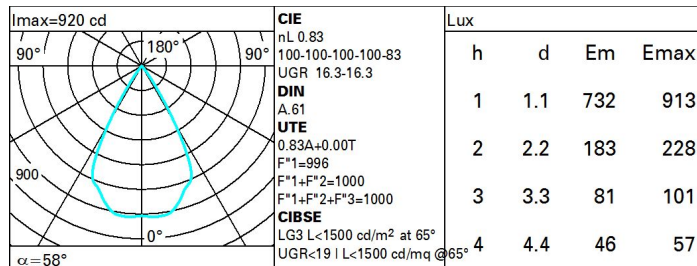 Imax=920 cd
90° 180° 90°
900
0°
α=58°
CIE
nL 0.83
100-100-100-100-83
UGR 16.3-16.3
DIN
A.61
UTE
0.83A+0.00T
F"1=996
F"1+F"2=1000
F"1+F"2+F"3=1000
CIBSE
LG3 L<1500 cd/m² at 65°
UGR<19 | L<1500 cd/mq @65°
Lux
h d Em Emax
1 1.1 732 913
2 2.2 183 228
3 3.3 81 101
4 4.4 46 57